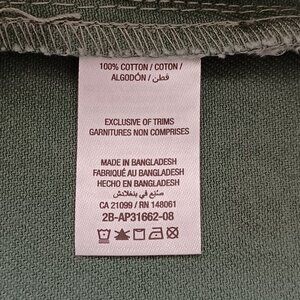 100% COTTON / COTON /
ALGODÓN / قطن
EXCLUSIVE OF TRIMS
GARNITURES NON COMPRISES
MADE IN BANGLADESH
FABRIQUÉ AU BANGLADESH
HECHO EN BANGLADESH
صنع في بنغلادش
CA 21099 / RN 148061
2B-AP31662-08